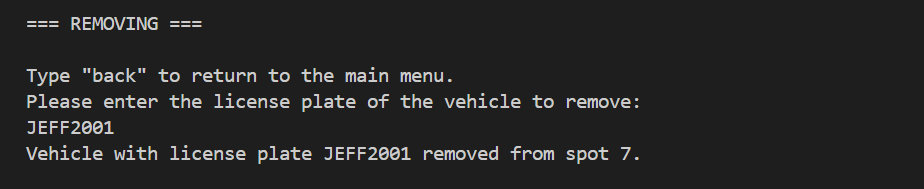 === REMOVING ===
Type "back" to return to the main menu.
Please enter the license plate of the vehicle to remove:
JEFF2001
Vehicle with license plate JEFF2001 removed from spot 7.